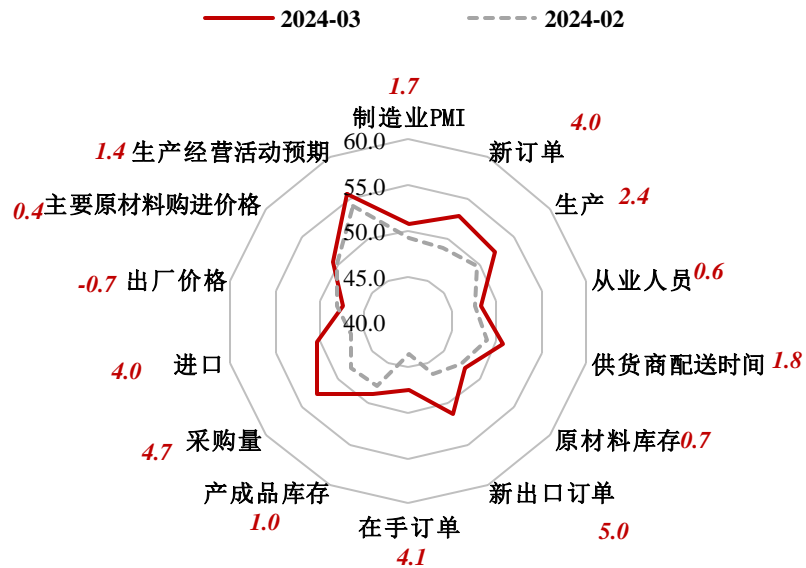 2024-03 2024-02
1.7
制造业PMI
4.0
新订单
60.0
1.4 生产经营活动预期
55.0
2.4
生产
0.4 主要原材料购进价格
50.0
-0.7 出厂价格
45.0
从业人员 0.6
40.0
4.0 进口
供货商配送时间 1.8
4.7 采购量
原材料库存 0.7
产成品库存
1.0
新出口订单
5.0
在手订单
4.1